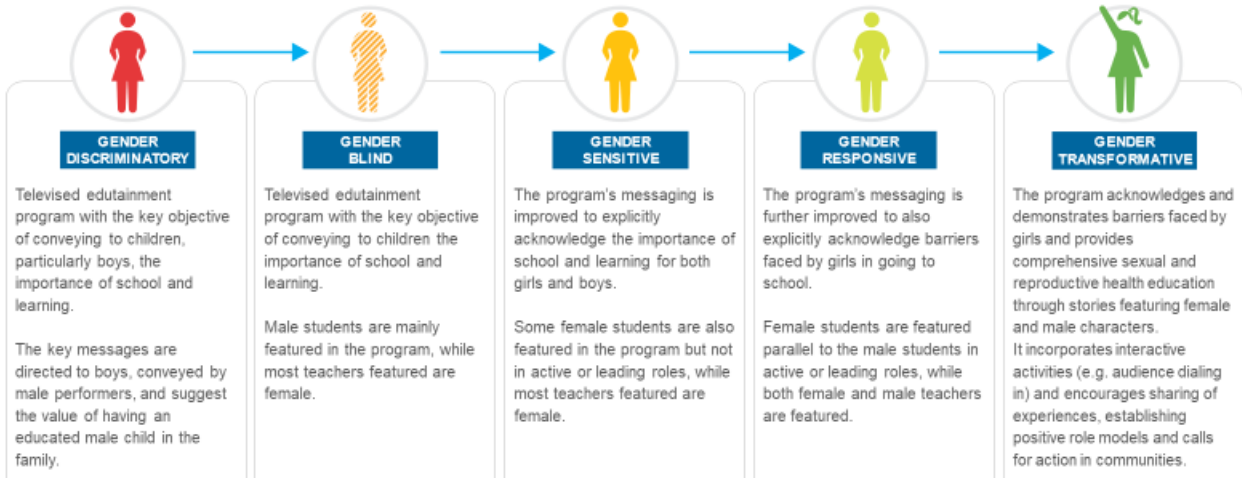 GENDER
DISCRIMINATORY
Televised edutainment
program with the key objective
of conveying to children,
particularly boys, the
importance of school and
learning.
The key messages are
directed to boys, conveyed by
male performers, and suggest
the value of having an
educated male child in the
family.
GENDER
BLIND
Televised edutainment
program with the key objective
of conveying to children the
importance of school and
learning.
Male students are mainly
featured in the program, while
most teachers featured are
female.
GENDER
SENSITIVE
The program's messaging is
improved to explicitly
acknowledge the importance of
school and learning for both
girls and boys.
Some female students are also
featured in the program but not
in active or leading roles, while
most teachers featured are
female.
GENDER
RESPONSIVE
The program's messaging is
further improved to also
explicitly acknowledge barriers
faced by girls in going to
school.
Female students are featured
parallel to the male students in
active or leading roles, while
both female and male teachers
are featured.
GENDER
TRANSFORMATIVE
The program acknowledges and
demonstrates barriers faced by
girls and provides
comprehensive sexual and
reproductive health education
through stories featuring female
and male characters.
It incorporates interactive
activities (e.g. audience dialing
in) and encourages sharing of
experiences, establishing
positive role models and calls
for action in communities.